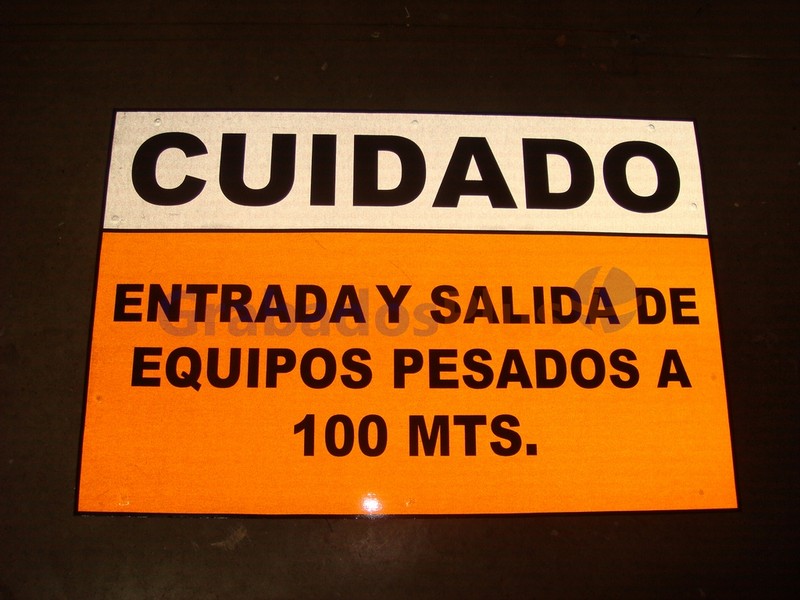 CUIDADO
ENTRADA Y SALIDA DE
EQUIPOS PESADOS A
100 MTS.